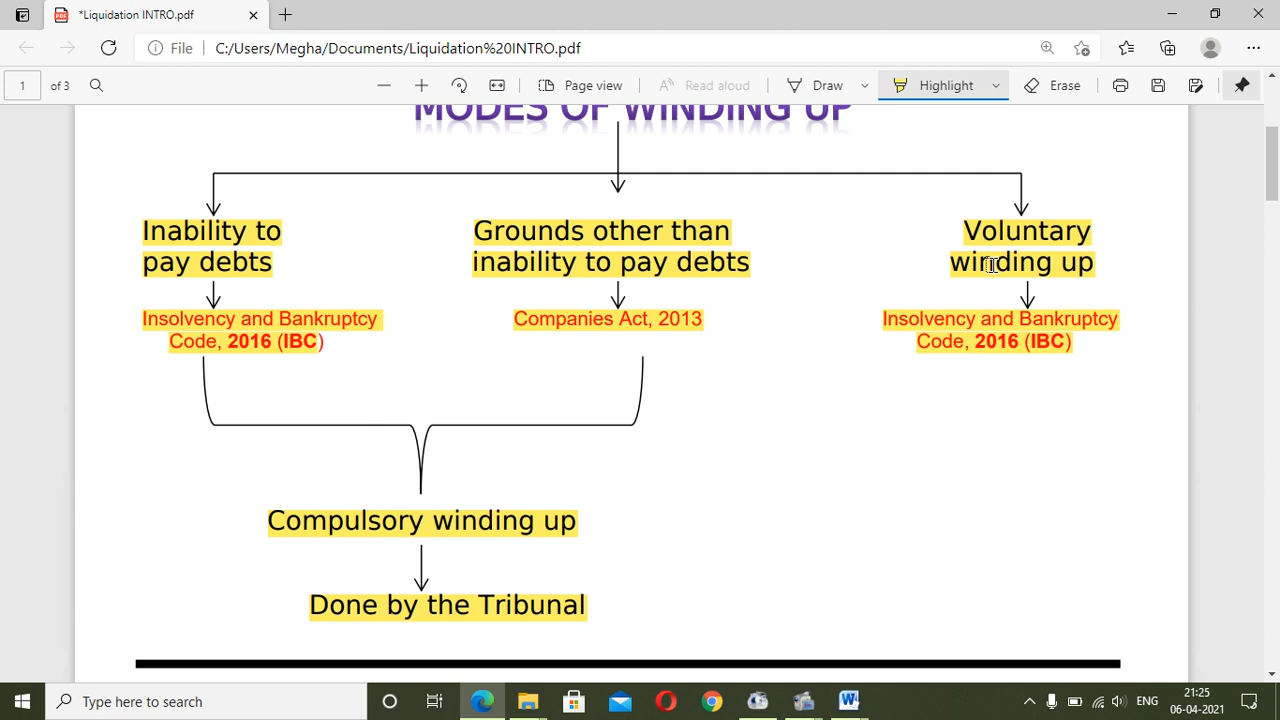 *Liquidation INTRO.pdf
File
C:/Users/Megha/Documents/Liquidation%20INTRO.pdf
1 of 3
Page view
Read aloud
Draw
Highlight
Erase
MODES OF WINDING UP
Inability to
pay debts
Grounds other than
inability to pay debts
Voluntary
winding up
Insolvency and Bankruptcy
Code, 2016 (IBC)
Companies Act, 2013
Insolvency and Bankruptcy
Code, 2016 (IBC)
Compulsory winding up
Done by the Tribunal
Type here to search
ENG
21:25
06-04-2021